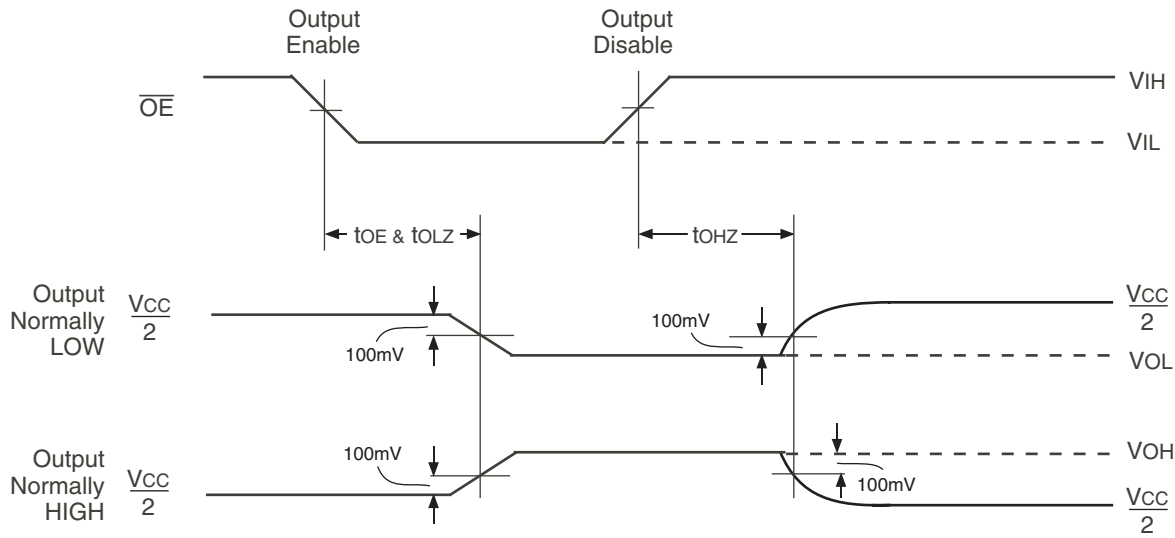 Output
Enable
Output
Disable
OE
VIH
VIL
tOE & tOLZ
tOHZ
Output
Normally
LOW
VCC
2
100mV
100mV
VCC
2
VOL
Output
Normally
HIGH
VCC
2
100mV
100mV
VOH
VCC
2